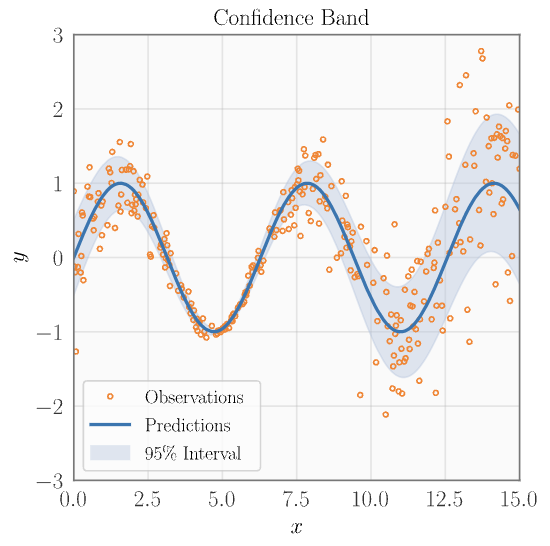 Confidence Band
3
2
1
0
−1
−2
−3
y
Observations
Predictions
95% Interval
0.0 2.5 5.0 7.5 10.0 12.5 15.0
x